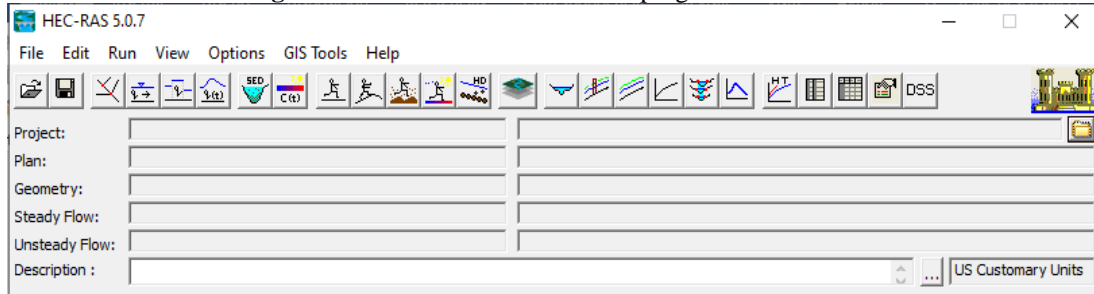 HEC-RAS 5.0.7
File Edit Run View Options GIS Tools Help
SED C(t) HD HT DSS
Project:
Plan:
Geometry:
Steady Flow:
Unsteady Flow:
Description : ... US Customary Units